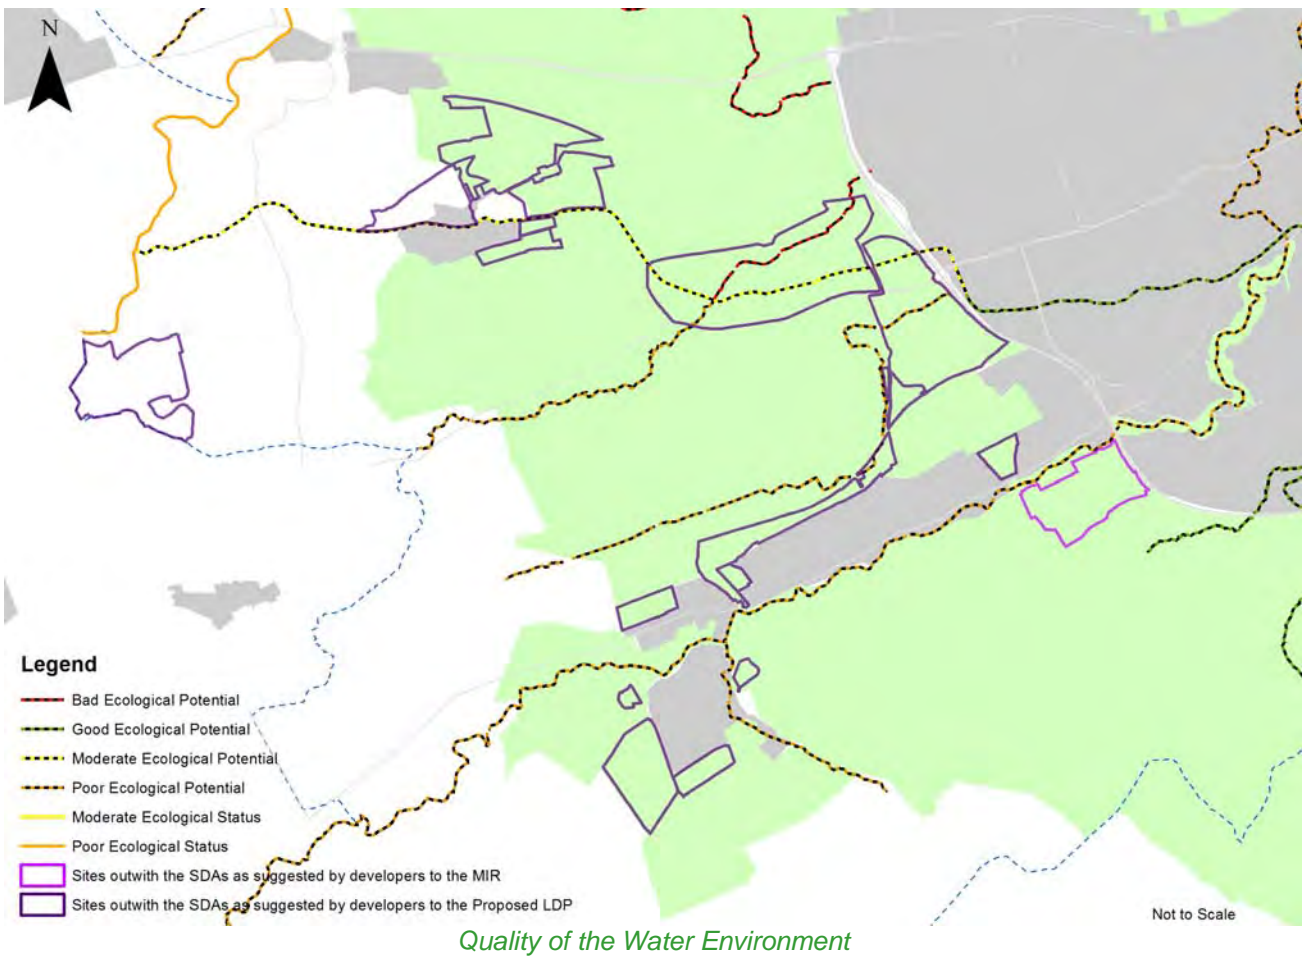 N
Legend
Bad Ecological Potential
Good Ecological Potential
Moderate Ecological Potential
Poor Ecological Potential
Moderate Ecological Status
Poor Ecological Status
Sites outwith the SDAs as suggested by developers to the MIR
Sites outwith the SDAs as suggested by developers to the Proposed LDP
Not to Scale
Quality of the Water Environment